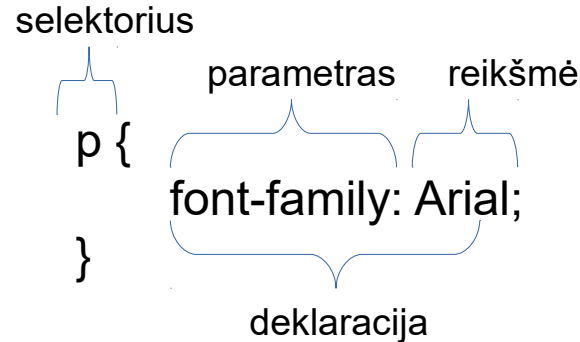 selektorius
parametras reikšmė
p {
font-family: Arial;
}
deklaracija